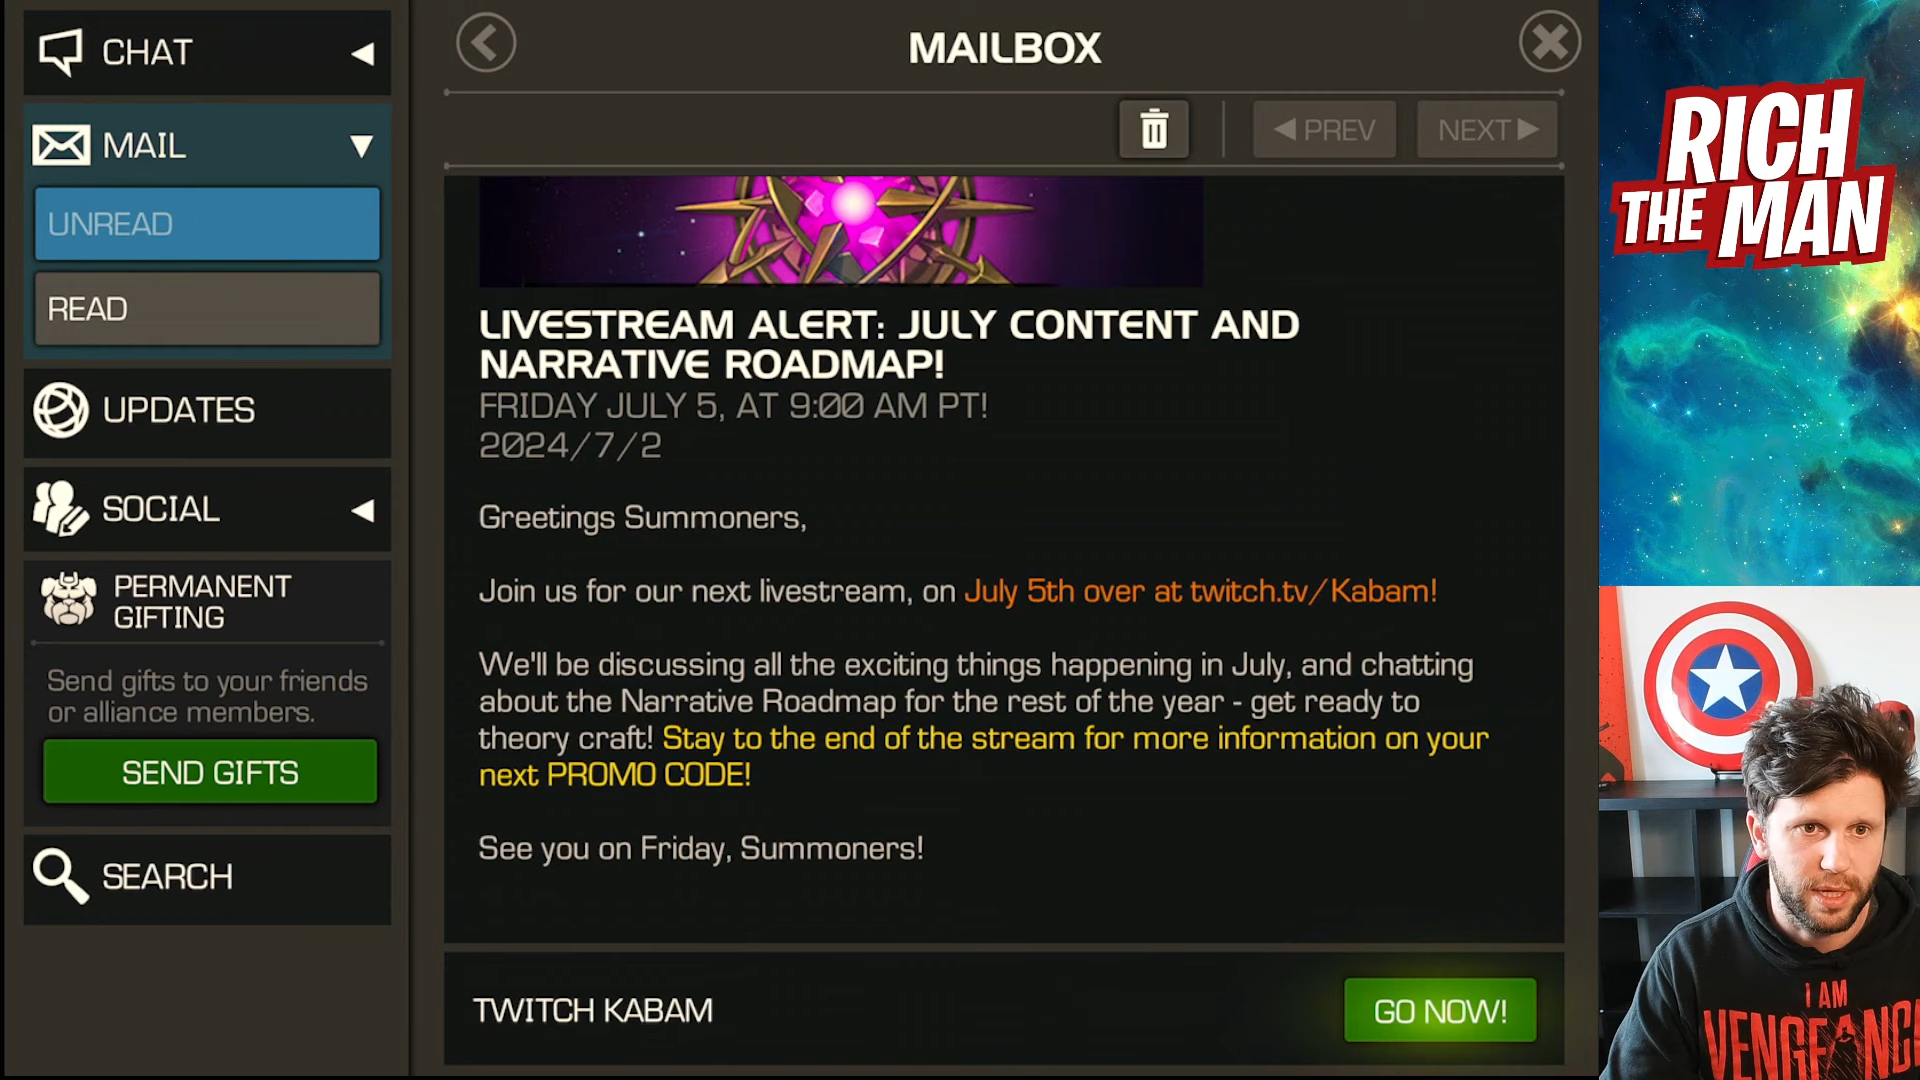 CHAT
MAIL
UNREAD
READ
UPDATES
SOCIAL
PERMANENT
GIFTING
Send gifts to your friends
or alliance members.
SEND GIFTS
SEARCH
MAILBOX
PREV
NEXT
LIVESTREAM ALERT: JULY CONTENT AND
NARRATIVE ROADMAP!
FRIDAY JULY 5, AT 9:00 AM PT!
2024/7/2
Greetings Summoners,
Join us for our next livestream, on July 5th over at twitch.tv/Kabam!
We'll be discussing all the exciting things happening in July, and chatting
about the Narrative Roadmap for the rest of the year - get ready to
theory craft! Stay to the end of the stream for more information on your
next PROMO CODE!
See you on Friday, Summoners!
TWITCH KABAM
GO NOW!
RICH
THE MAN
I AM
VENGEANC